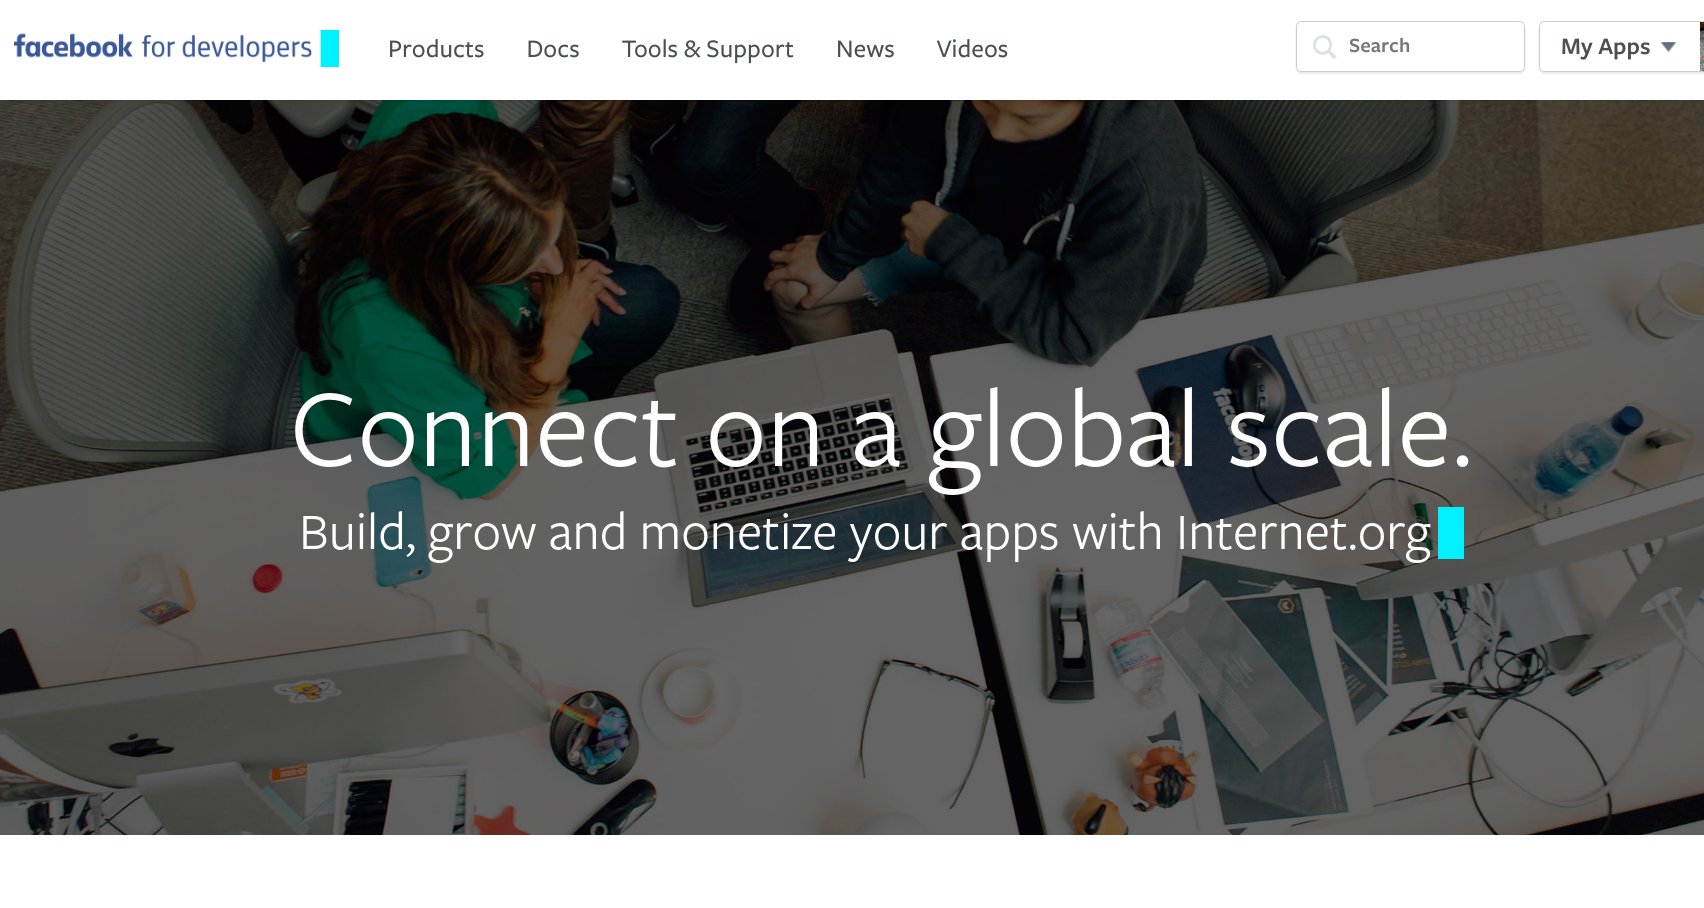 facebook for developers
Products
Docs
Tools & Support
News
Videos
Search
My Apps
Connect on a global scale.
Build, grow and monetize your apps with Internet.org